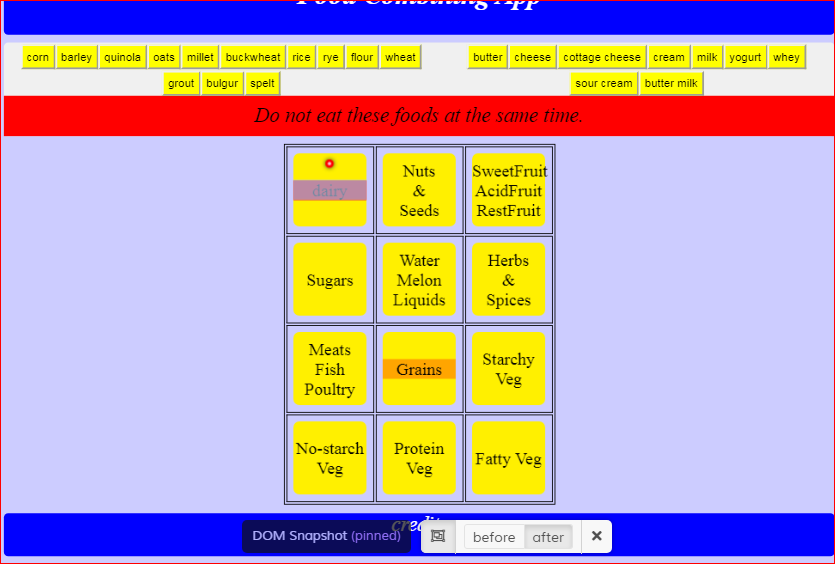 Food Combining App
corn barley quinola oats millet buckwheat rice rye flour wheat
grout bulgur spelt
butter cheese cottage cheese cream milk yogurt whey
sour cream butter milk
Do not eat these foods at the same time.
dairy
Nuts
&
Seeds
SweetFruit
AcidFruit
RestFruit
Sugars
Water
Melon
Liquids
Herbs
&
Spices
Meats
Fish
Poultry
Grains
Starchy
Veg
No-starch
Veg
Protein
Veg
Fatty Veg
DOM Snapshot (pinned)
before after